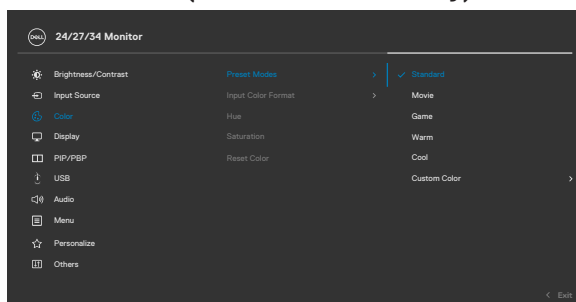 DELL
24/27/34 Monitor
Brightness/Contrast
Input Source
Color
Display
PIP/PBP
USB
Audio
Menu
Personalize
Others
Preset Modes >
Input Color Format >
Hue
Saturation
Reset Color
✓ Standard
Movie
Game
Warm
Cool
Custom Color >
< Exit